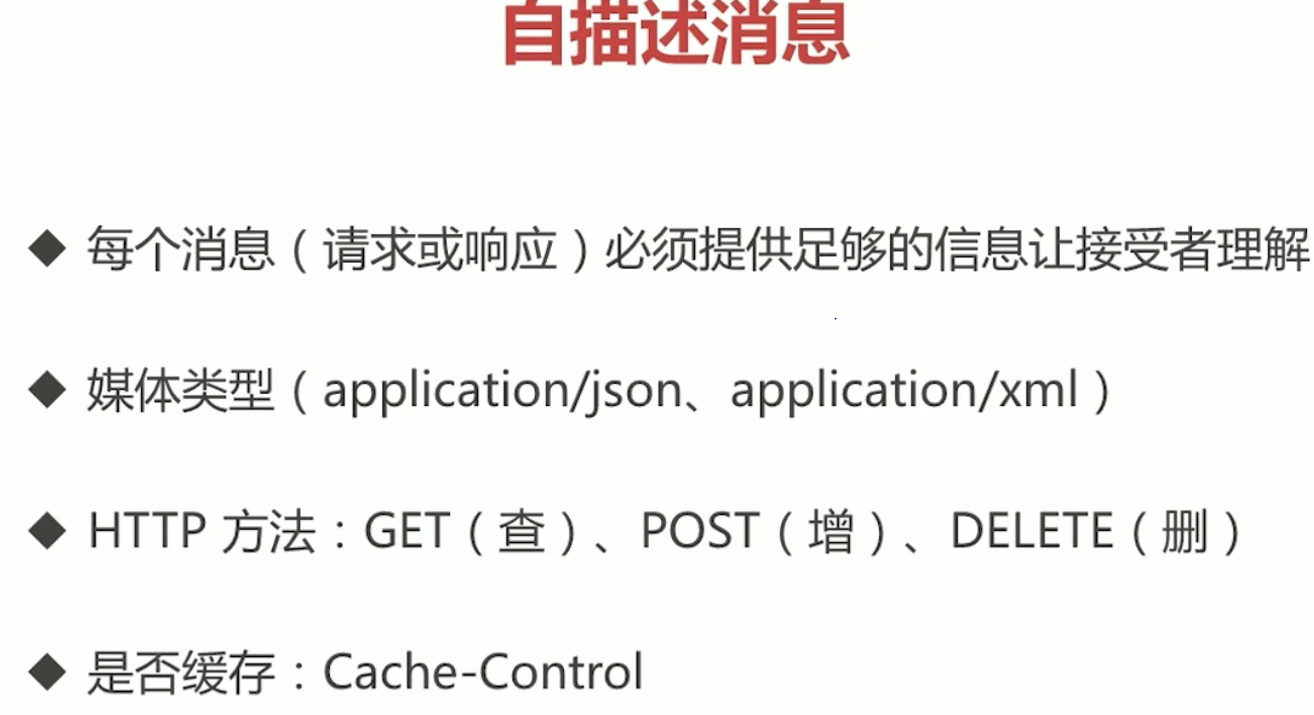 自描述消息
◆ 每个消息（请求或响应）必须提供足够的信息让接受者理解
◆ 媒体类型（application/json、application/xml）
◆ HTTP 方法：GET（查）、POST（增）、DELETE（删）
◆ 是否缓存：Cache-Control